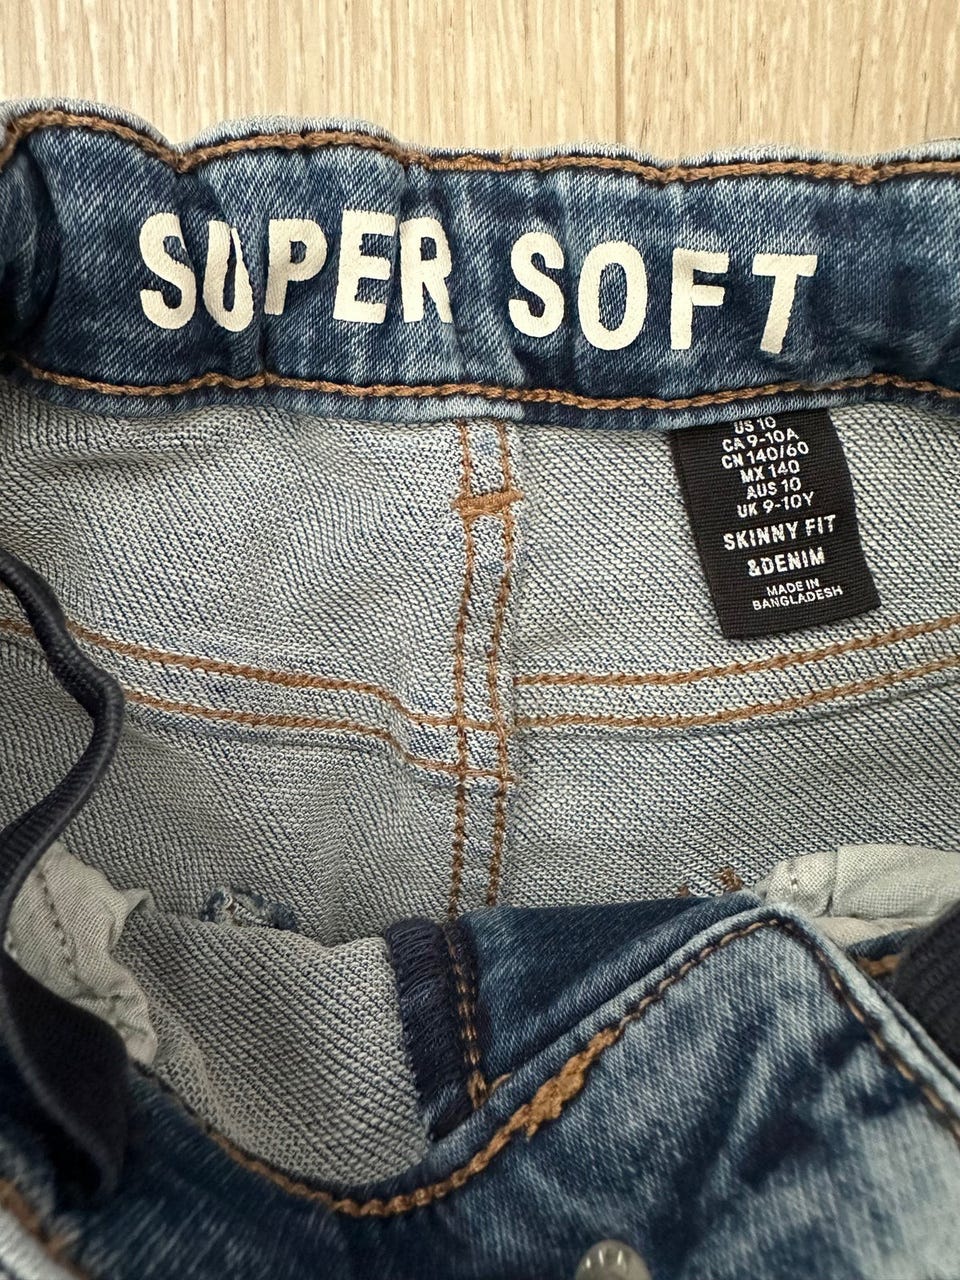 SUPER SOFT
US 10
CA 9-10A
CN 140/60
MX 140
AUS 10
UK 9-10Y
SKINNY FIT
&DENIM
MADE IN
BANGLADESH